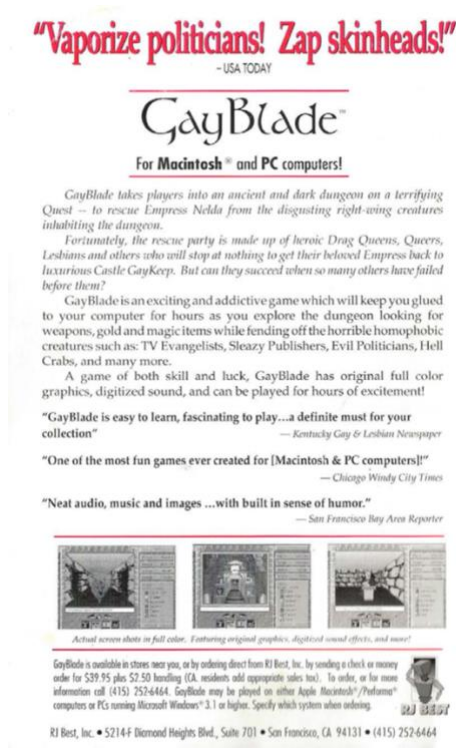 "Vaporize politicians! Zap skinheads!"
- USA TODAY
GayBlade™
For Macintosh® and PC computers!
GayBlade takes players into an ancient and dark dungeon on a terrifying
Quest -- to rescue Empress Nelda from the disgusting right-wing creatures
inhabiting the dungeon.
Fortunately, the rescue party is made up of heroic Drag Queens, Queers,
Lesbians and others who will stop at nothing to get their beloved Empress back to
luxurious Castle GayKeep. But can they succeed when so many others have failed
before them?
GayBlade is an exciting and addictive game which will keep you glued
to your computer for hours as you explore the dungeon looking for
weapons, gold and magic items while fending off the horrible homophobic
creatures such as: TV Evangelists, Sleazy Publishers, Evil Politicians, Hell
Crabs, and many more.
A game of both skill and luck, GayBlade has original full color
graphics, digitized sound, and can be played for hours of excitement!
"GayBlade is easy to learn, fascinating to play...a definite must for your
collection"
— Kentucky Gay & Lesbian Newspaper
"One of the most fun games ever created for [Macintosh & PC computers]!"
— Chicago Windy City Times
"Neat audio, music and images ...with built in sense of humor."
— San Francisco Bay Area Reporter
Actual screen shots in full color. Featuring original graphics, digitized sound effects, and more!
GayBlade is available in stores near you, or by ordering direct from RJ Best, Inc. by sending a check or money
order for $39.95 plus $2.50 handling (CA. residents add appropriate sales tax). To order, or for more
information call (415) 252-6464. GayBlade may be played on either Apple Macintosh®/Performa®
computers or PCs running Microsoft Windows® 3.1 or higher. Specify which system when ordering.
RJ BEST
RJ Best, Inc. • 5214-F Diamond Heights Blvd., Suite 701 • San Francisco, CA 94131 • (415) 252-6464